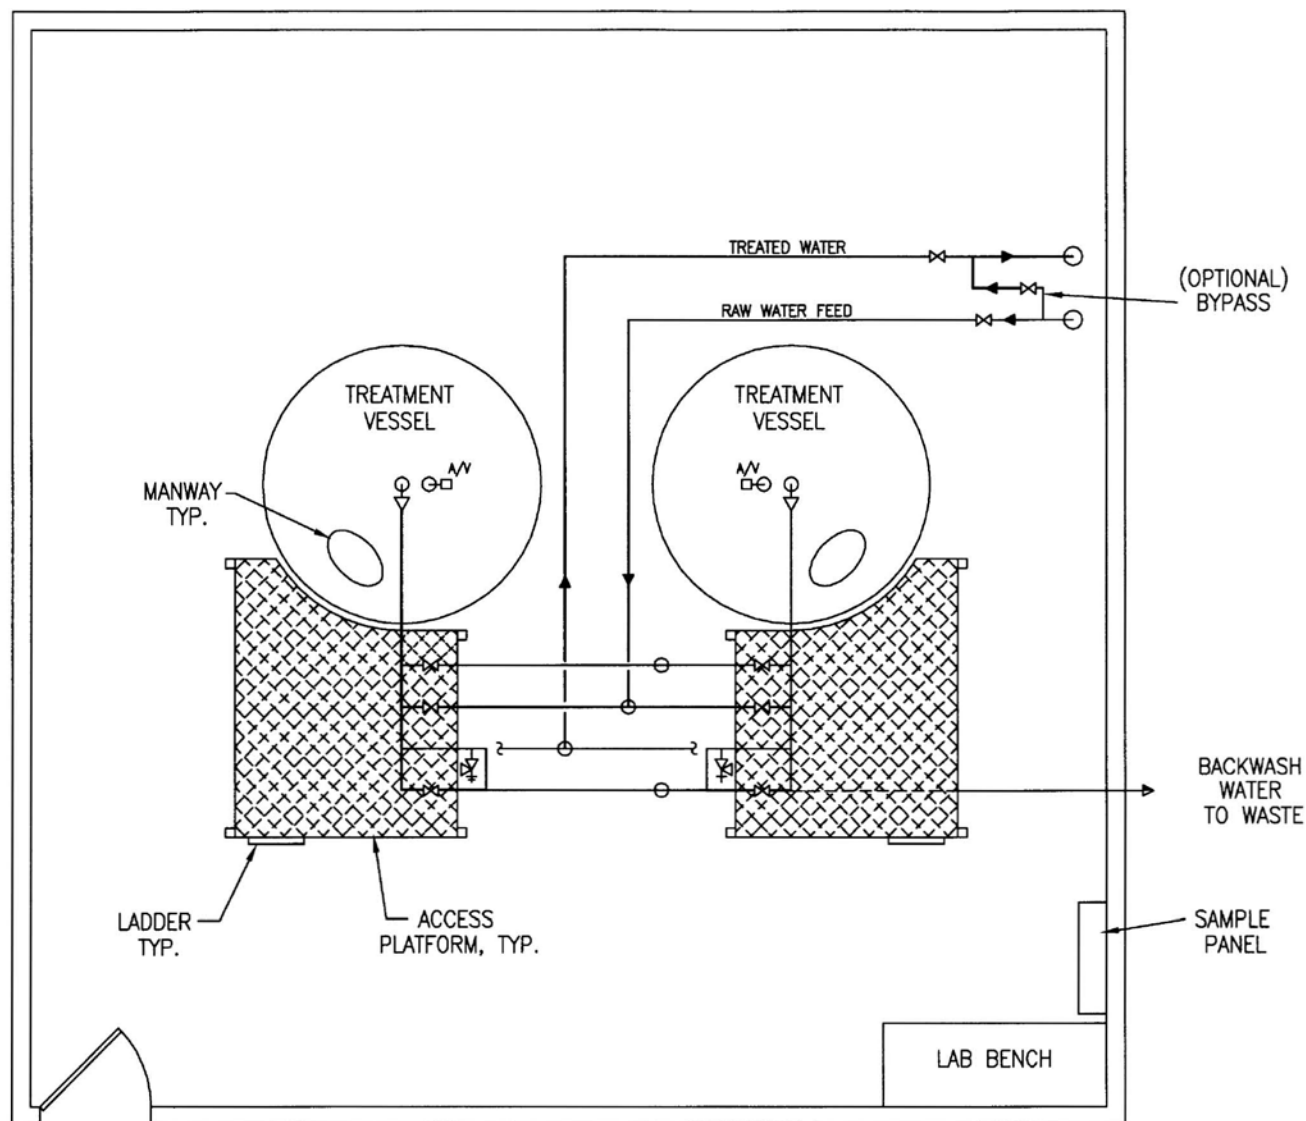 TREATED WATER
(OPTIONAL)
BYPASS
RAW WATER FEED
TREATMENT
VESSEL
TREATMENT
VESSEL
A/V
A/V
MANWAY
TYP.
BACKWASH
WATER
TO WASTE
LADDER
TYP.
ACCESS
PLATFORM, TYP.
SAMPLE
PANEL
LAB BENCH